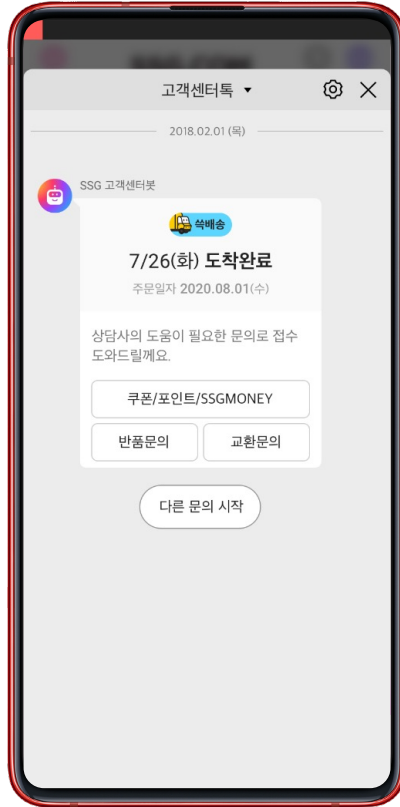 고객센터톡 ▼
2018.02.01 (목)
SSG 고객센터봇
쓱배송
7/26(화) 도착완료
주문일자 2020.08.01(수)
상담사의 도움이 필요한 문의로 접수
도와드릴께요.
쿠폰/포인트/SSGMONEY
반품문의 교환문의
다른 문의 시작